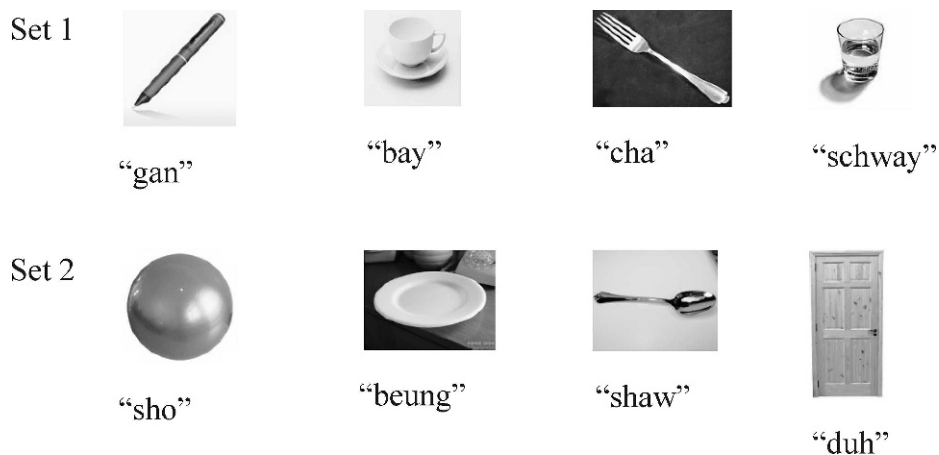 Set 1
“gan”
“bay”
“cha”
“schway”
Set 2
“sho”
“beung”
“shaw”
“duh”